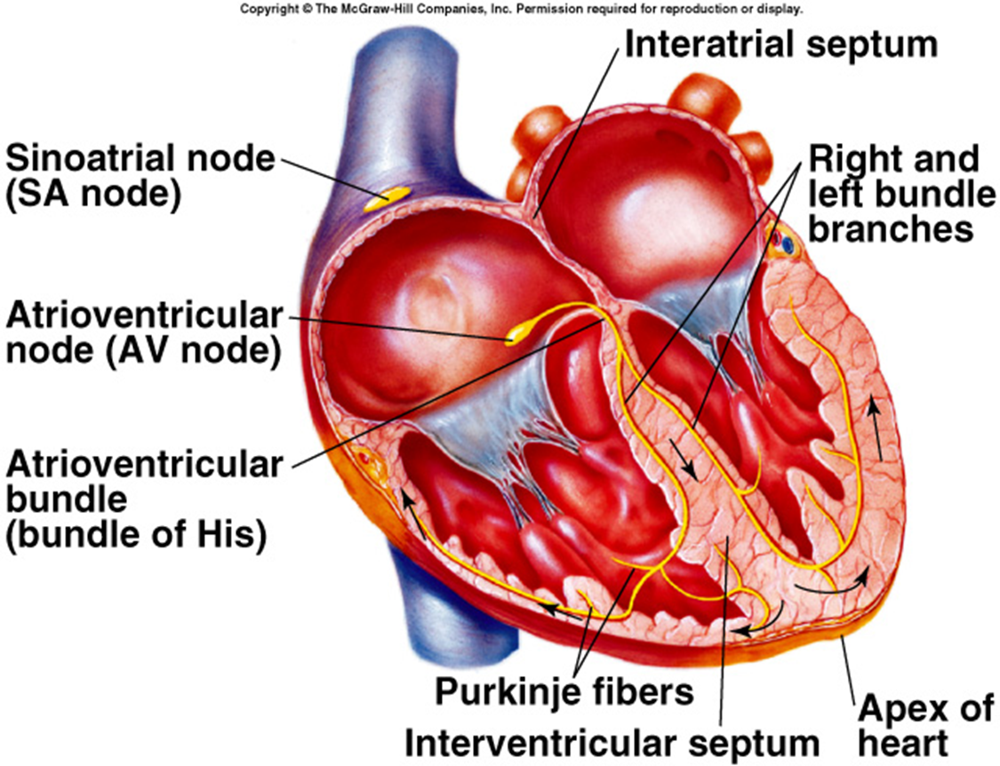 Copyright © The McGraw-Hill Companies, Inc. Permission required for reproduction or display.
Interatrial septum
Sinoatrial node
(SA node)
Right and
left bundle
branches
Atrioventricular
node (AV node)
Atrioventricular
bundle
(bundle of His)
Purkinje fibers
Interventricular septum
Apex of
heart